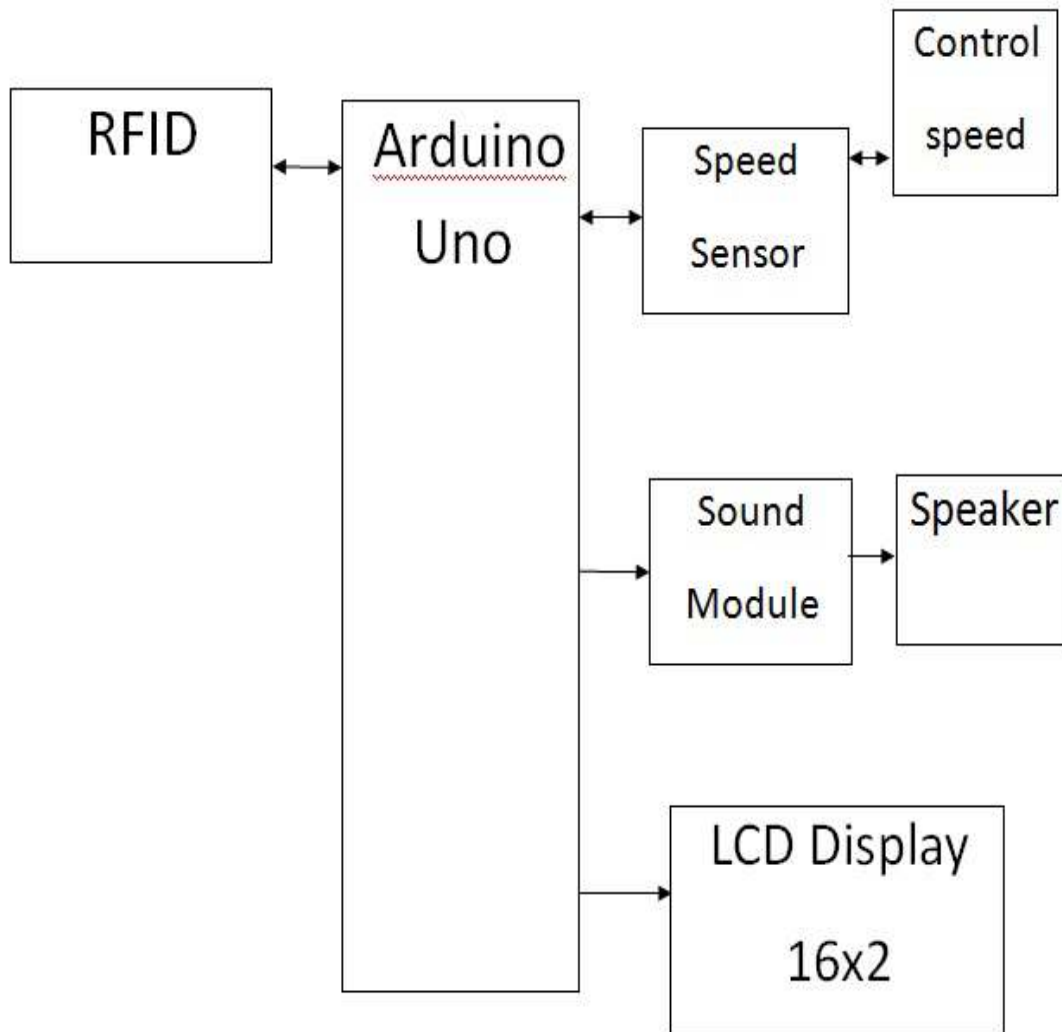 RFID
Arduino
Uno
Speed
Sensor
Control
speed
Sound
Module
Speaker
LCD Display
16x2